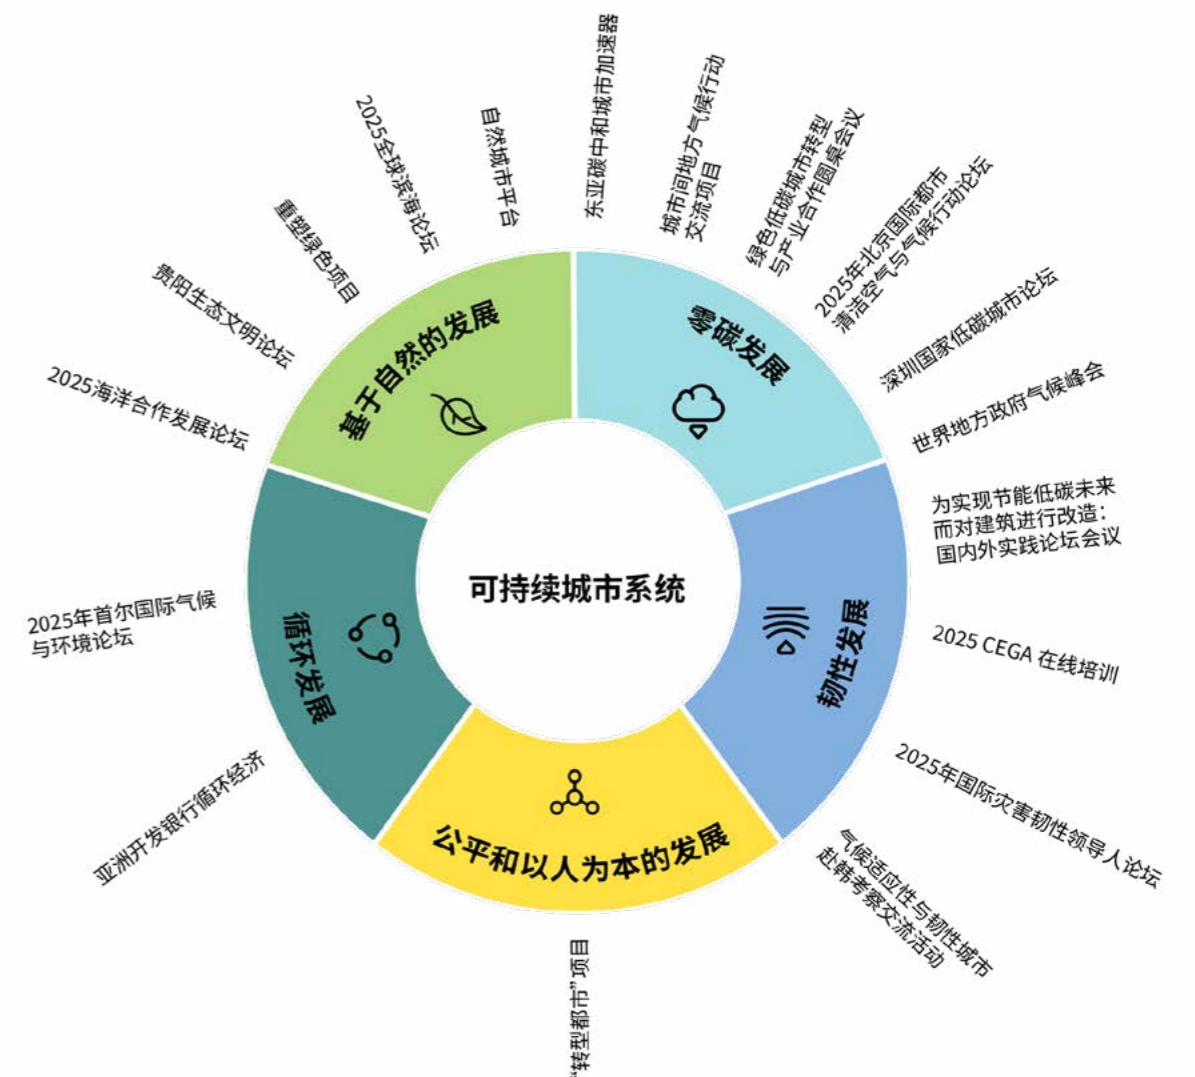 可持续城市系统
零碳发展
东亚碳中和城市加速器
城市间地方气候行动
交流项目
绿色低碳城市转型
与产业合作圆桌会议
2025年北京国际都市
清洁空气与气候行动论坛
深圳国家低碳城市论坛
世界地方政府气候峰会
韧性发展
为实现节能低碳未来
而对建筑进行改造：
国内外实践论坛会议
2025 CEGA 在线培训
2025年国际灾害韧性领导人论坛
气候适应性与韧性城市
赴韩考察交流活动
公平和以人为本的发展
“转型都市”项目
循环发展
亚洲开发银行循环经济
2025年首尔国际气候
与环境论坛
基于自然的发展
2025海洋合作发展论坛
贵阳生态文明论坛
重塑绿色项目
2025全球滨海论坛
自然城市平台